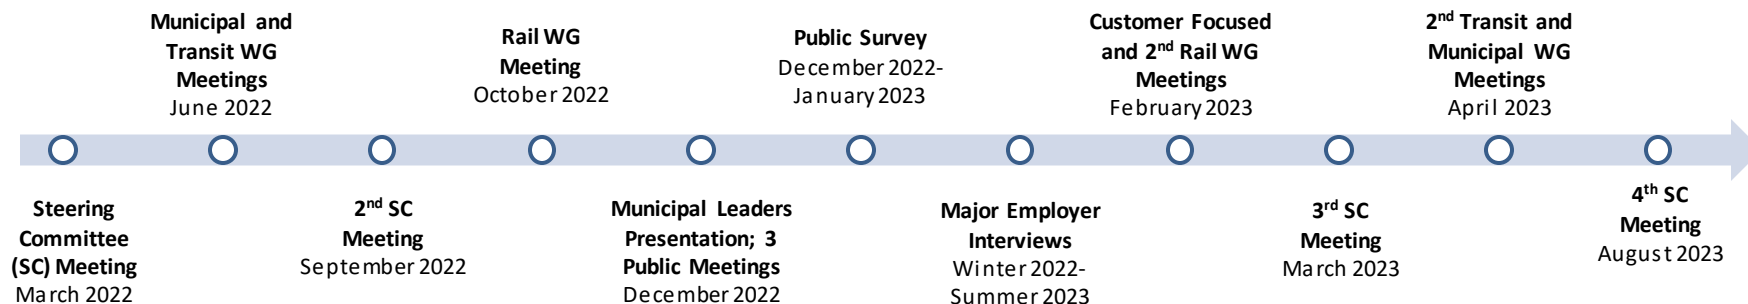 Municipal and
Transit WG
Meetings
June 2022
Rail WG
Meeting
October 2022
Public Survey
December 2022-
January 2023
Customer Focused
and 2nd Rail WG
Meetings
February 2023
2nd Transit and
Municipal WG
Meetings
April 2023
Steering
Committee
(SC) Meeting
March 2022
2nd SC
Meeting
September 2022
Municipal Leaders
Presentation; 3
Public Meetings
December 2022
Major Employer
Interviews
Winter 2022-
Summer 2023
3rd SC
Meeting
March 2023
4th SC
Meeting
August 2023